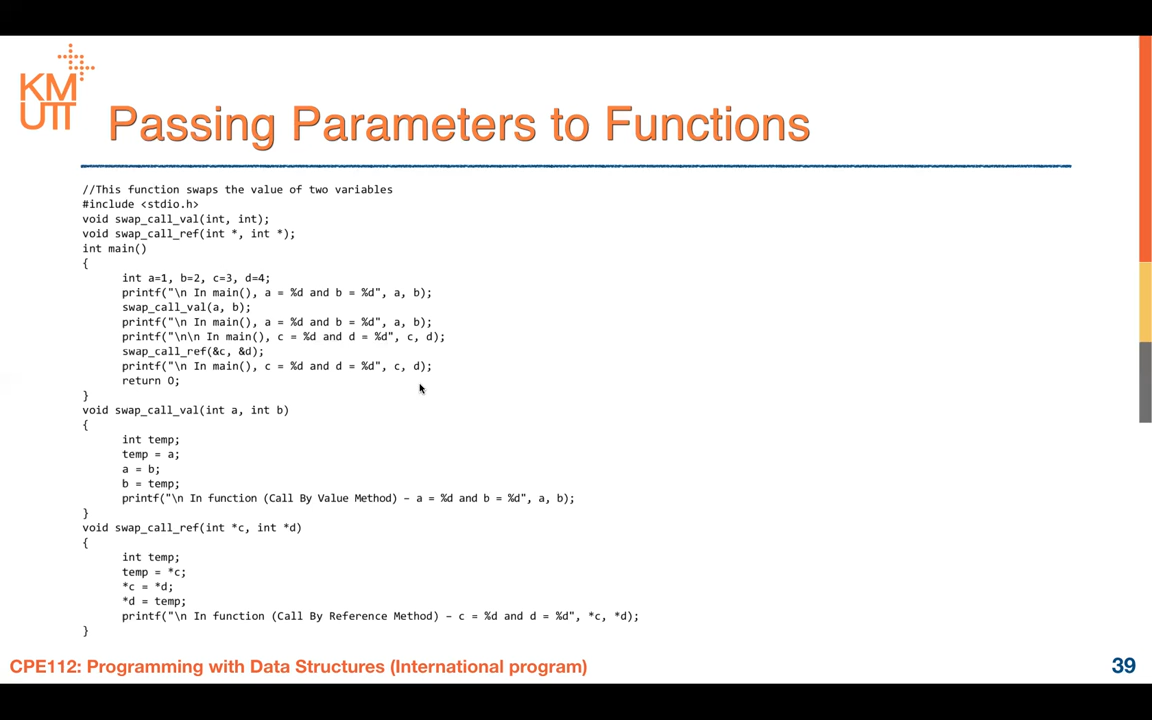 KM
UTT
Passing Parameters to Functions
//This function swaps the value of two variables
#include <stdio.h>
void swap_call_val(int, int);
void swap_call_ref(int *, int *);
int main()
{
int a=1, b=2, c=3, d=4;
printf("\n In main(), a = %d and b = %d", a, b);
swap_call_val(a, b);
printf("\n In main(), a = %d and b = %d", a, b);
printf("\n\n In main(), c = %d and d = %d", c, d);
swap_call_ref(&c, &d);
printf("\n In main(), c = %d and d = %d", c, d);
return 0;
}
void swap_call_val(int a, int b)
{
int temp;
temp = a;
a = b;
b = temp;
printf("\n In function (Call By Value Method) – a = %d and b = %d", a, b);
}
void swap_call_ref(int *c, int *d)
{
int temp;
temp = *c;
*c = *d;
*d = temp;
printf("\n In function (Call By Reference Method) – c = %d and d = %d", *c, *d);
}
CPE112: Programming with Data Structures (International program)
39